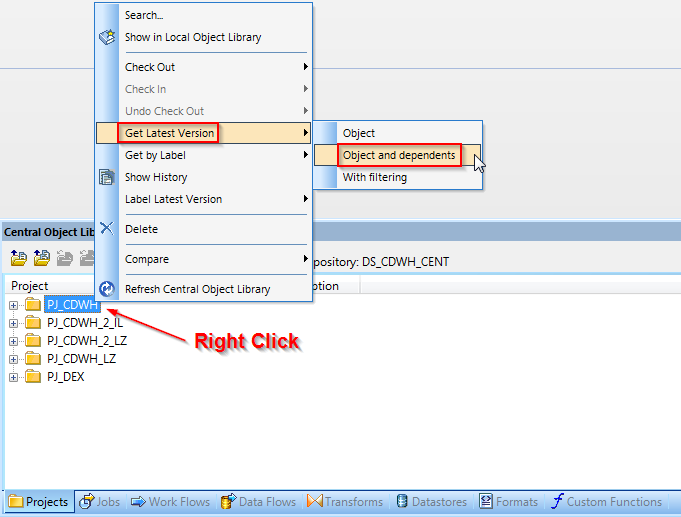 Search...
Show in Local Object Library
Check Out
Check In
Undo Check Out
Get Latest Version
Get by Label
Show History
Label Latest Version
Delete
Compare
Refresh Central Object Library
Object
Object and dependents
With filtering
Central Object Lib
pository: DS_CDWH_CENT
Project ption
PJ_CDWH
PJ_CDWH_2_IL
PJ_CDWH_2_LZ
PJ_CDWH_LZ
PJ_DEX
Right Click
Projects Jobs Work Flows Data Flows Transforms Datastores Formats Custom Functions